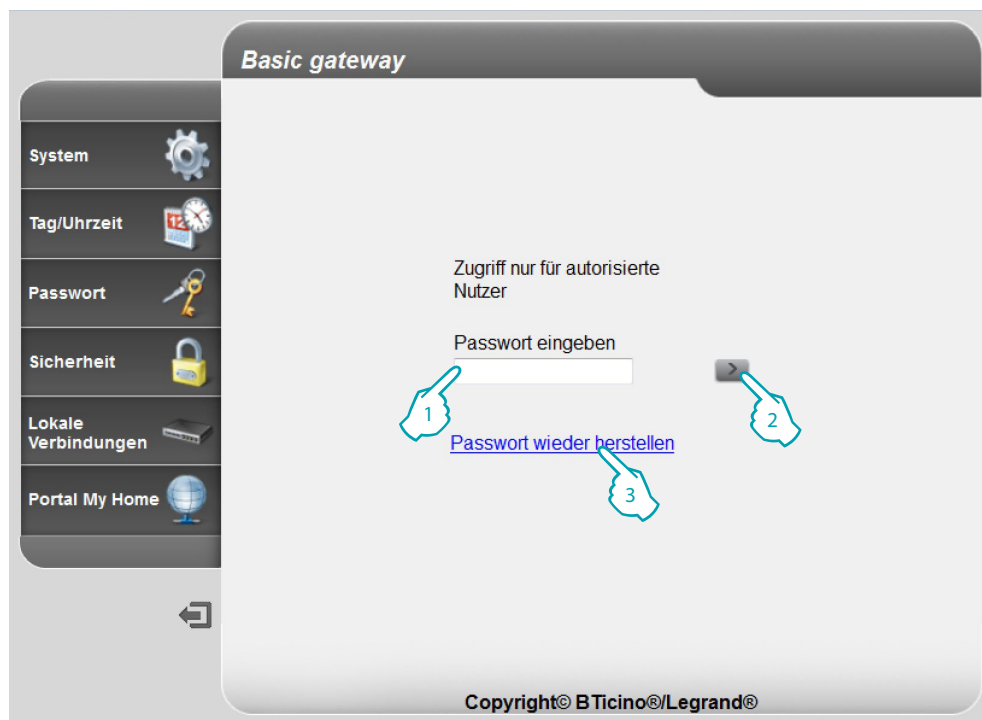 Basic gateway
System
Tag/Uhrzeit
12
Passwort
Sicherheit
Lokale
Verbindungen
Portal My Home
Zugriff nur für autorisierte
Nutzer
Passwort eingeben
1
2
Passwort wieder herstellen
3
Copyright© BTicino®/Legrand®